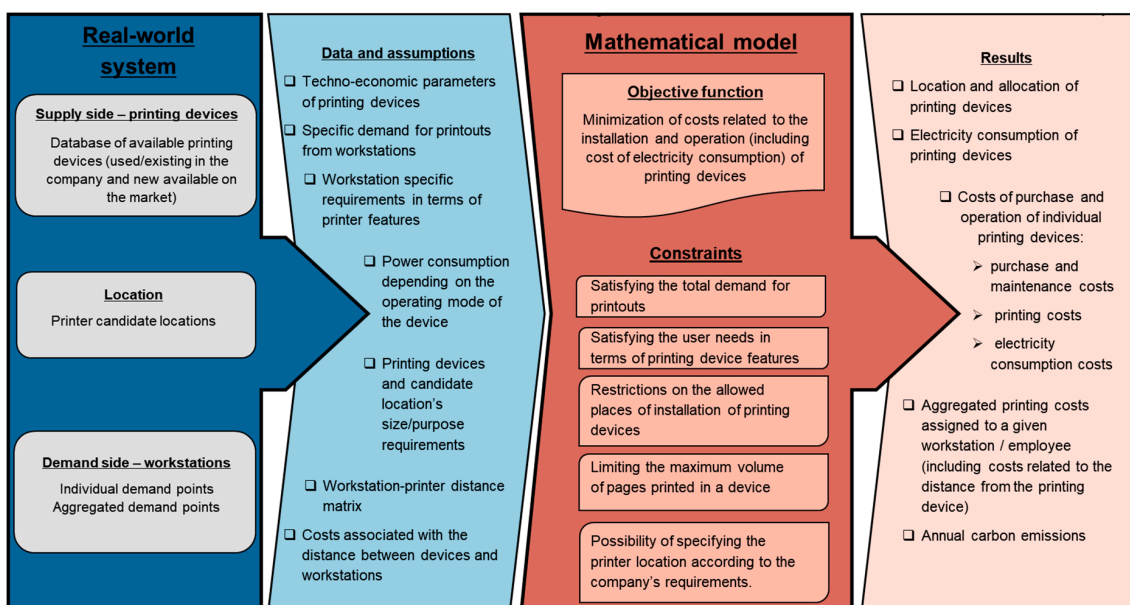 Real-world
system
Supply side – printing devices
Database of available printing
devices (used/existing in the
company and new available on
the market)
Location
Printer candidate locations
Demand side – workstations
Individual demand points
Aggregated demand points
Data and assumptions
Techno-economic parameters
of printing devices
Specific demand for printouts
from workstations
Workstation specific
requirements in terms of
printer features
Power consumption
depending on the
operating mode of
the device
Printing devices
and candidate
location's
size/purpose
requirements
Workstation-printer distance
matrix
Costs associated with the
distance between devices and
workstations
Mathematical model
Objective function
Minimization of costs related to the
installation and operation (including
cost of electricity consumption) of
printing devices
Constraints
Satisfying the total demand for
printouts
Satisfying the user needs in
terms of printing device features
Restrictions on the allowed
places of installation of printing
devices
Limiting the maximum volume
of pages printed in a device
Possibility of specifying the
printer location according to the
company's requirements.
Results
Location and allocation of
printing devices
Electricity consumption of
printing devices
Costs of purchase and
operation of individual
printing devices:
purchase and
maintenance costs
printing costs
electricity
consumption costs
Aggregated printing costs
assigned to a given
workstation / employee
(including costs related to the
distance from the printing
device)
Annual carbon emissions